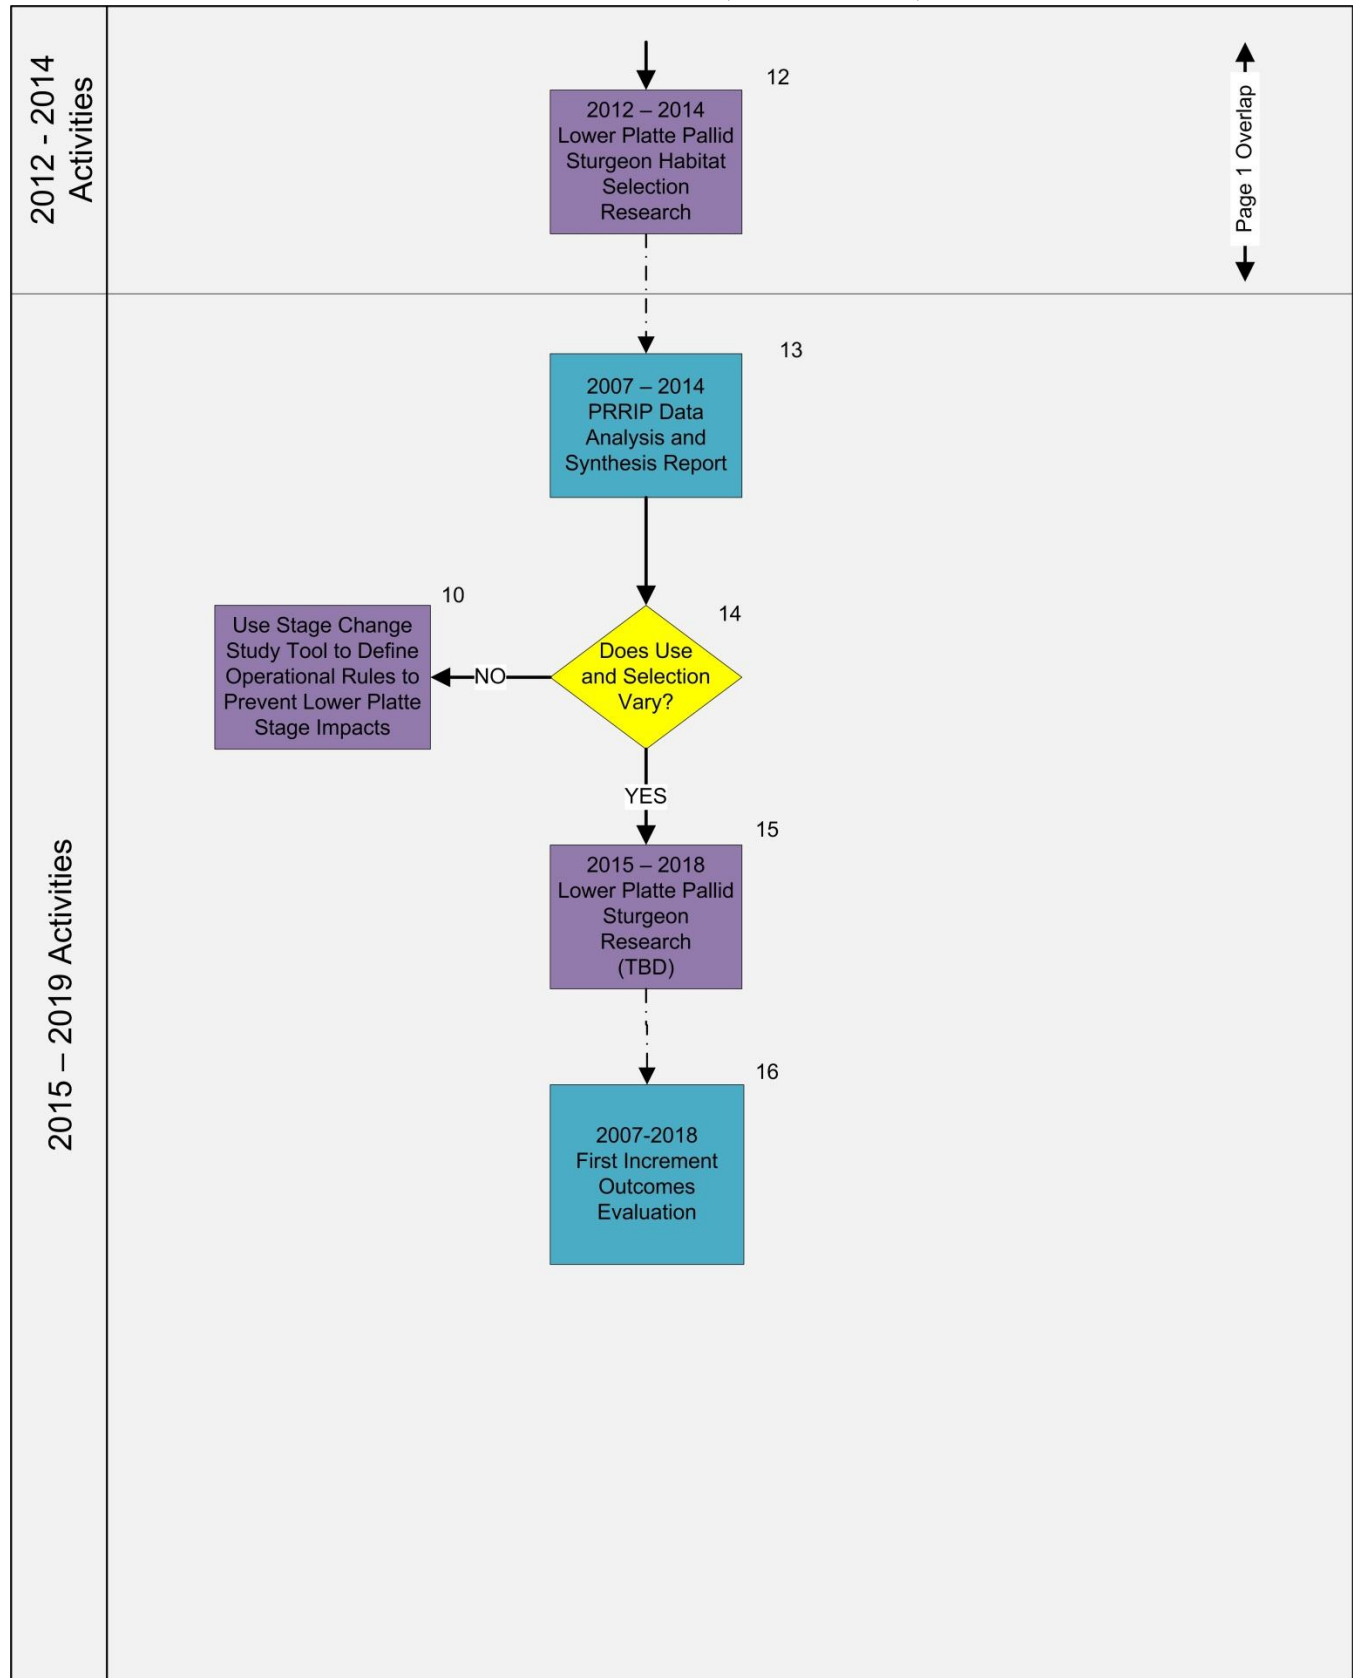 2012 - 2014
Activities
12
2012 – 2014
Lower Platte Pallid
Sturgeon Habitat
Selection
Research
Page 1 Overlap
2015 – 2019 Activities
13
2007 – 2014
PRRIP Data
Analysis and
Synthesis Report
10
Use Stage Change
Study Tool to Define
Operational Rules to
Prevent Lower Platte
Stage Impacts
NO
14
Does Use
and Selection
Vary?
YES
15
2015 – 2018
Lower Platte Pallid
Sturgeon
Research
(TBD)
16
2007-2018
First Increment
Outcomes
Evaluation